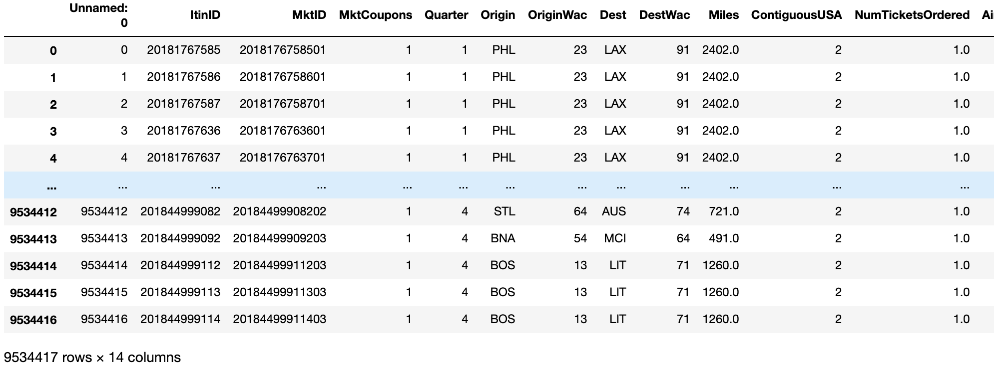 Unnamed: 0 ItinID MktID MktCoupons Quarter Origin OriginWac Dest DestWac Miles ContiguousUSA NumTicketsOrdered
0 0 20181767585 2018176758501 1 1 PHL 23 LAX 91 2402.0 2 1.0
1 1 20181767586 2018176758601 1 1 PHL 23 LAX 91 2402.0 2 1.0
2 2 20181767587 2018176758701 1 1 PHL 23 LAX 91 2402.0 2 1.0
3 3 20181767636 2018176763601 1 1 PHL 23 LAX 91 2402.0 2 1.0
4 4 20181767637 2018176763701 1 1 PHL 23 LAX 91 2402.0 2 1.0
... ... ... ... ... ... ... ... ... ... ... ... ...
9534412 9534412 201844999082 20184499908202 1 4 STL 64 AUS 74 721.0 2 1.0
9534413 9534413 201844999092 20184499909203 1 4 BNA 54 MCI 64 491.0 2 1.0
9534414 9534414 201844999112 20184499911203 1 4 BOS 13 LIT 71 1260.0 2 1.0
9534415 9534415 201844999113 20184499911303 1 4 BOS 13 LIT 71 1260.0 2 1.0
9534416 9534416 201844999114 20184499911403 1 4 BOS 13 LIT 71 1260.0 2 1.0
9534417 rows × 14 columns